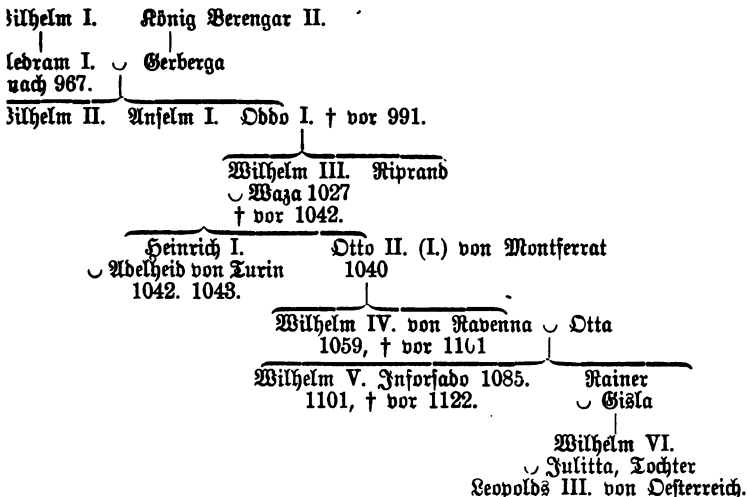 ilhelm I. König Berengar II.
ledram I. ⌣ Gerberga
nach 967.
ilhelm II. Anselm I. Oddo I. † vor 991.
Wilhelm III. Riprand
⌣ Waza 1027
† vor 1042.
Heinrich I. Otto II. (I.) von Montferrat
⌣ Adelheid von Turin 1040
1042. 1043.
Wilhelm IV. von Ravenna ⌣ Otta
1059, † vor 1101
Wilhelm V. Inforsado 1085. Rainer
1101, † vor 1122. ⌣ Gisla
Wilhelm VI.
⌣ Julitta, Tochter
Leopolds III. von Oesterreich.